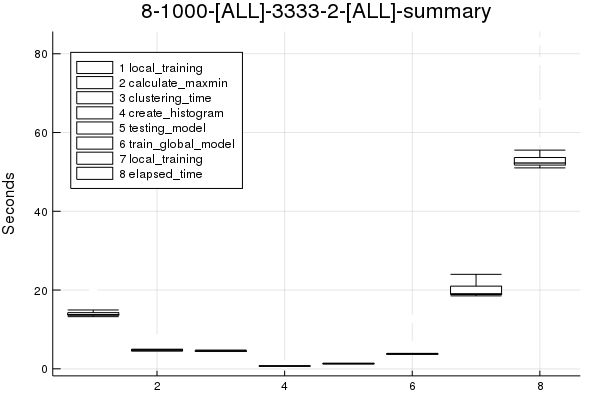 8-1000-[ALL]-3333-2-[ALL]-summary
80
60
40
20
0
Seconds
1 local_training
2 calculate_maxmin
3 clustering_time
4 create_histogram
5 testing_model
6 train_global_model
7 local_training
8 elapsed_time
2 4 6 8